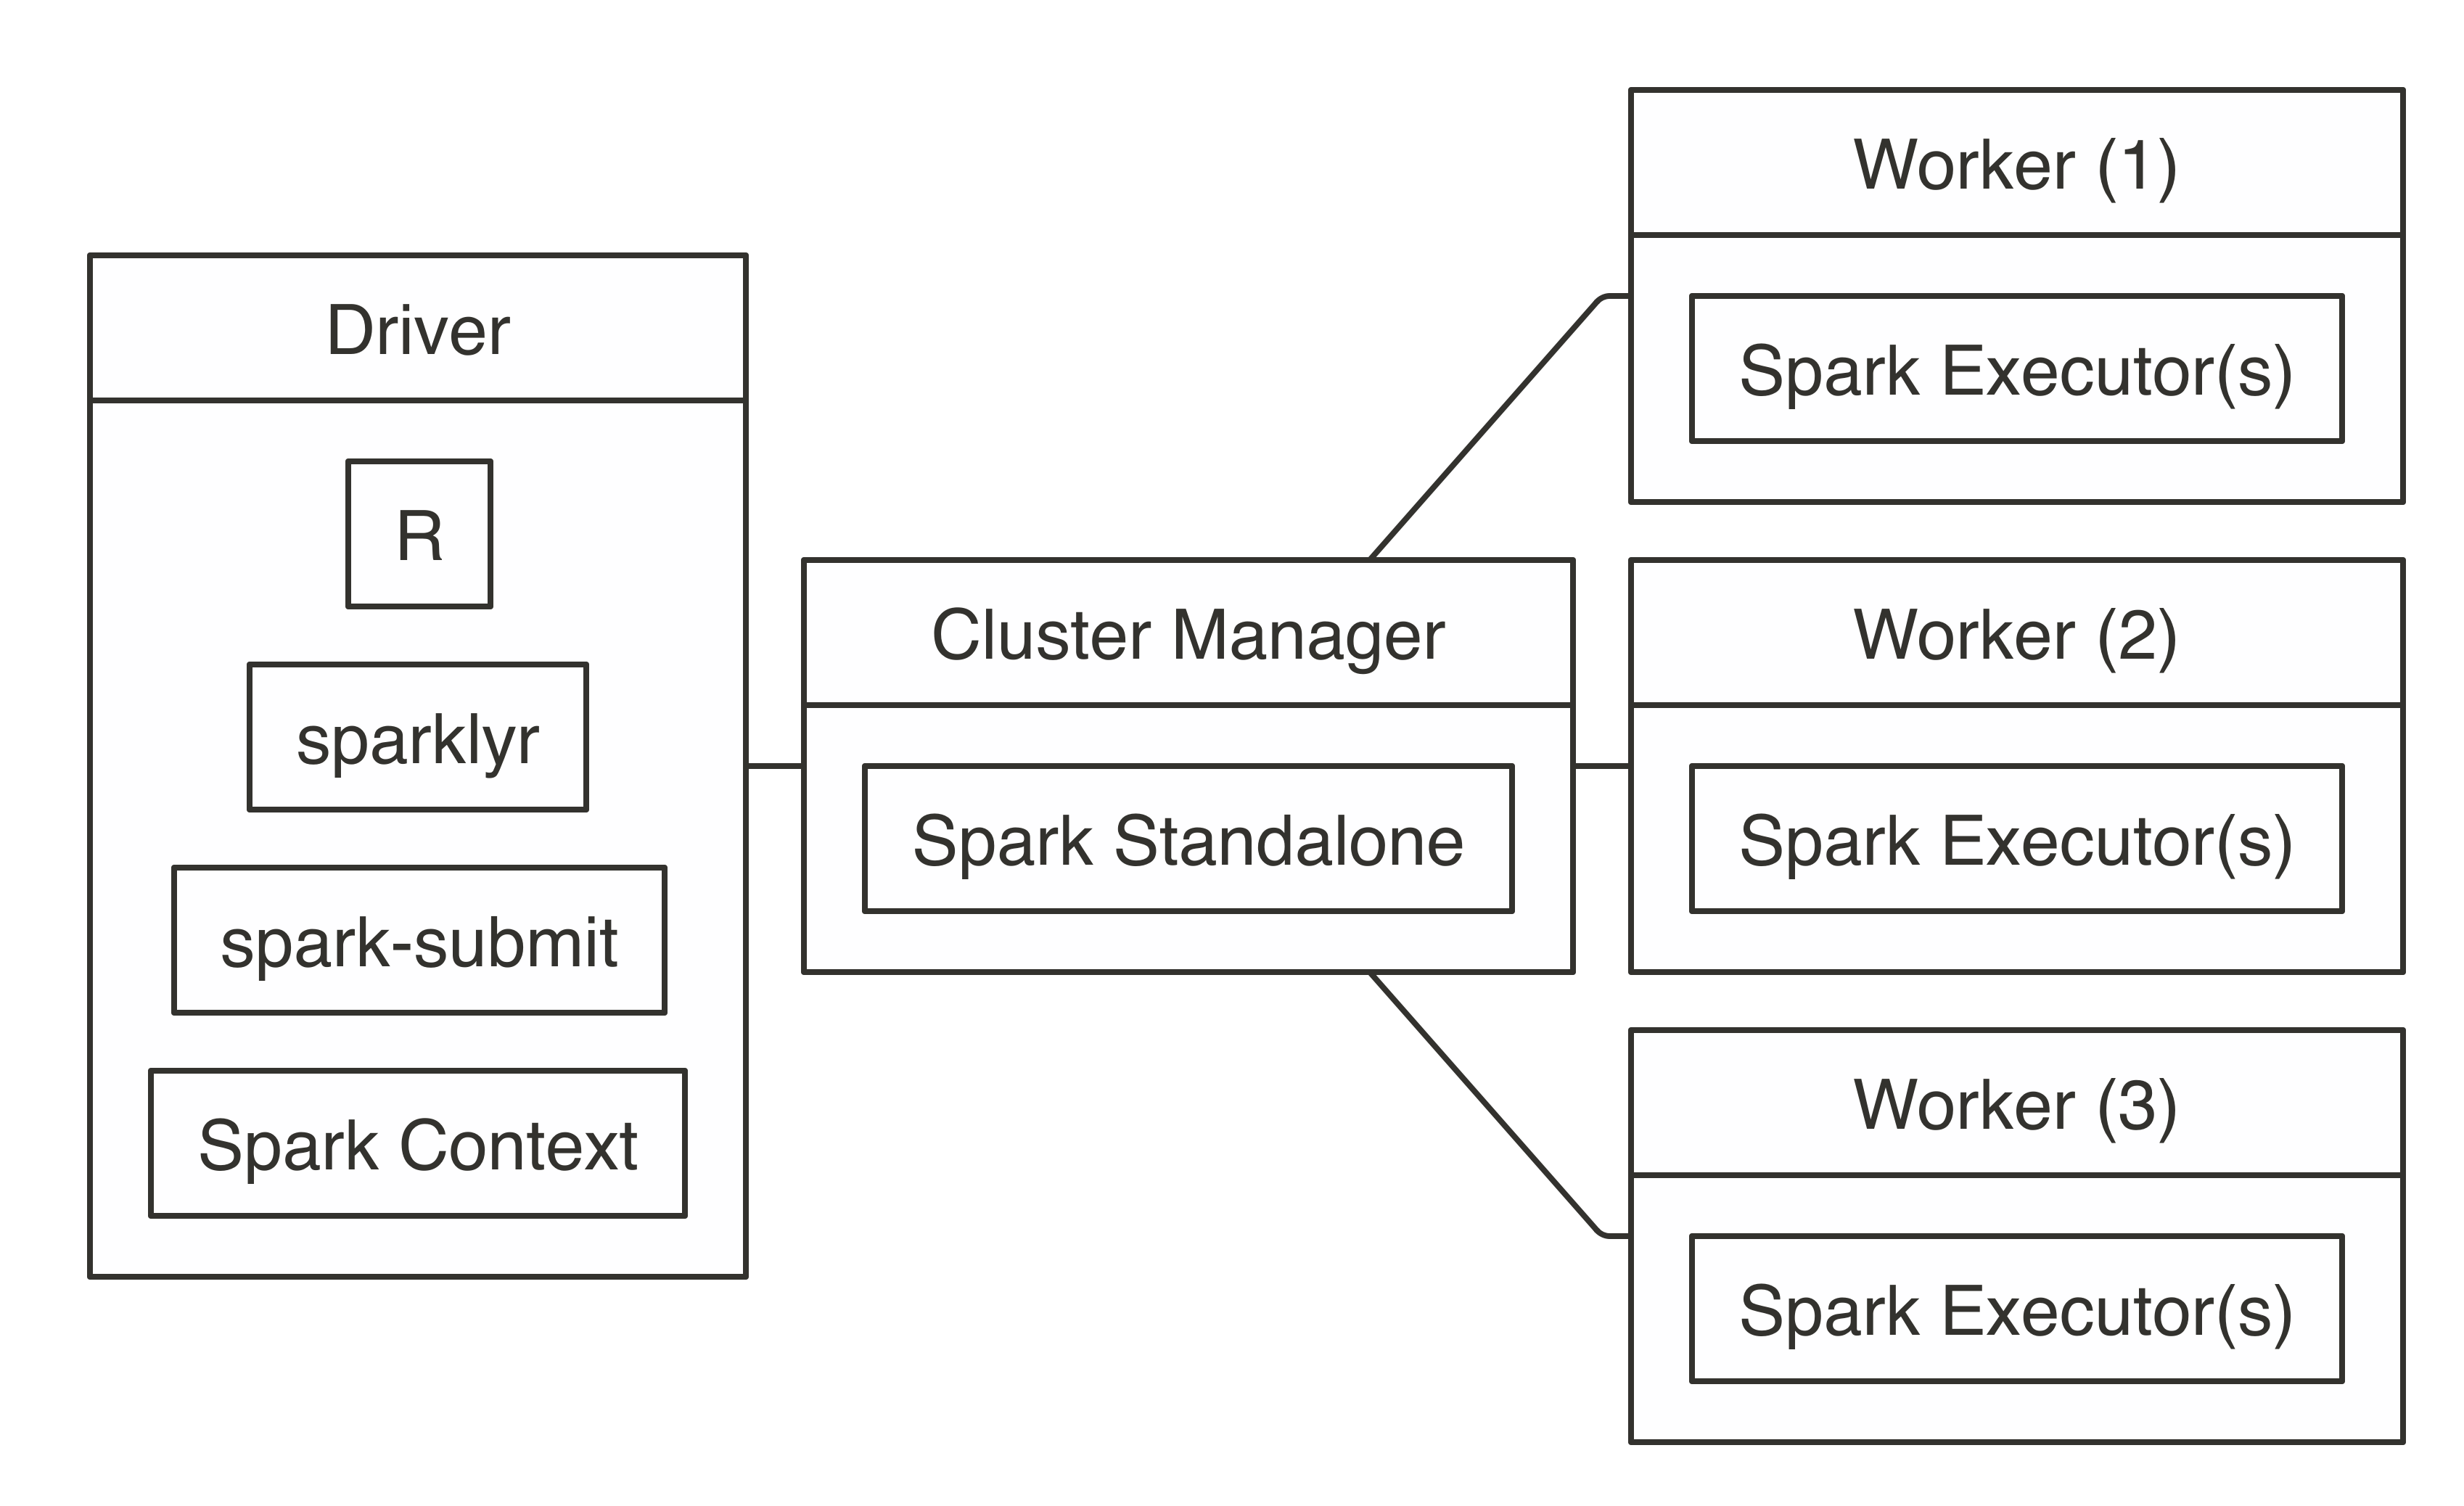 Driver
R
sparklyr
spark-submit
Spark Context
Cluster Manager
Spark Standalone
Worker (1)
Spark Executor(s)
Worker (2)
Spark Executor(s)
Worker (3)
Spark Executor(s)